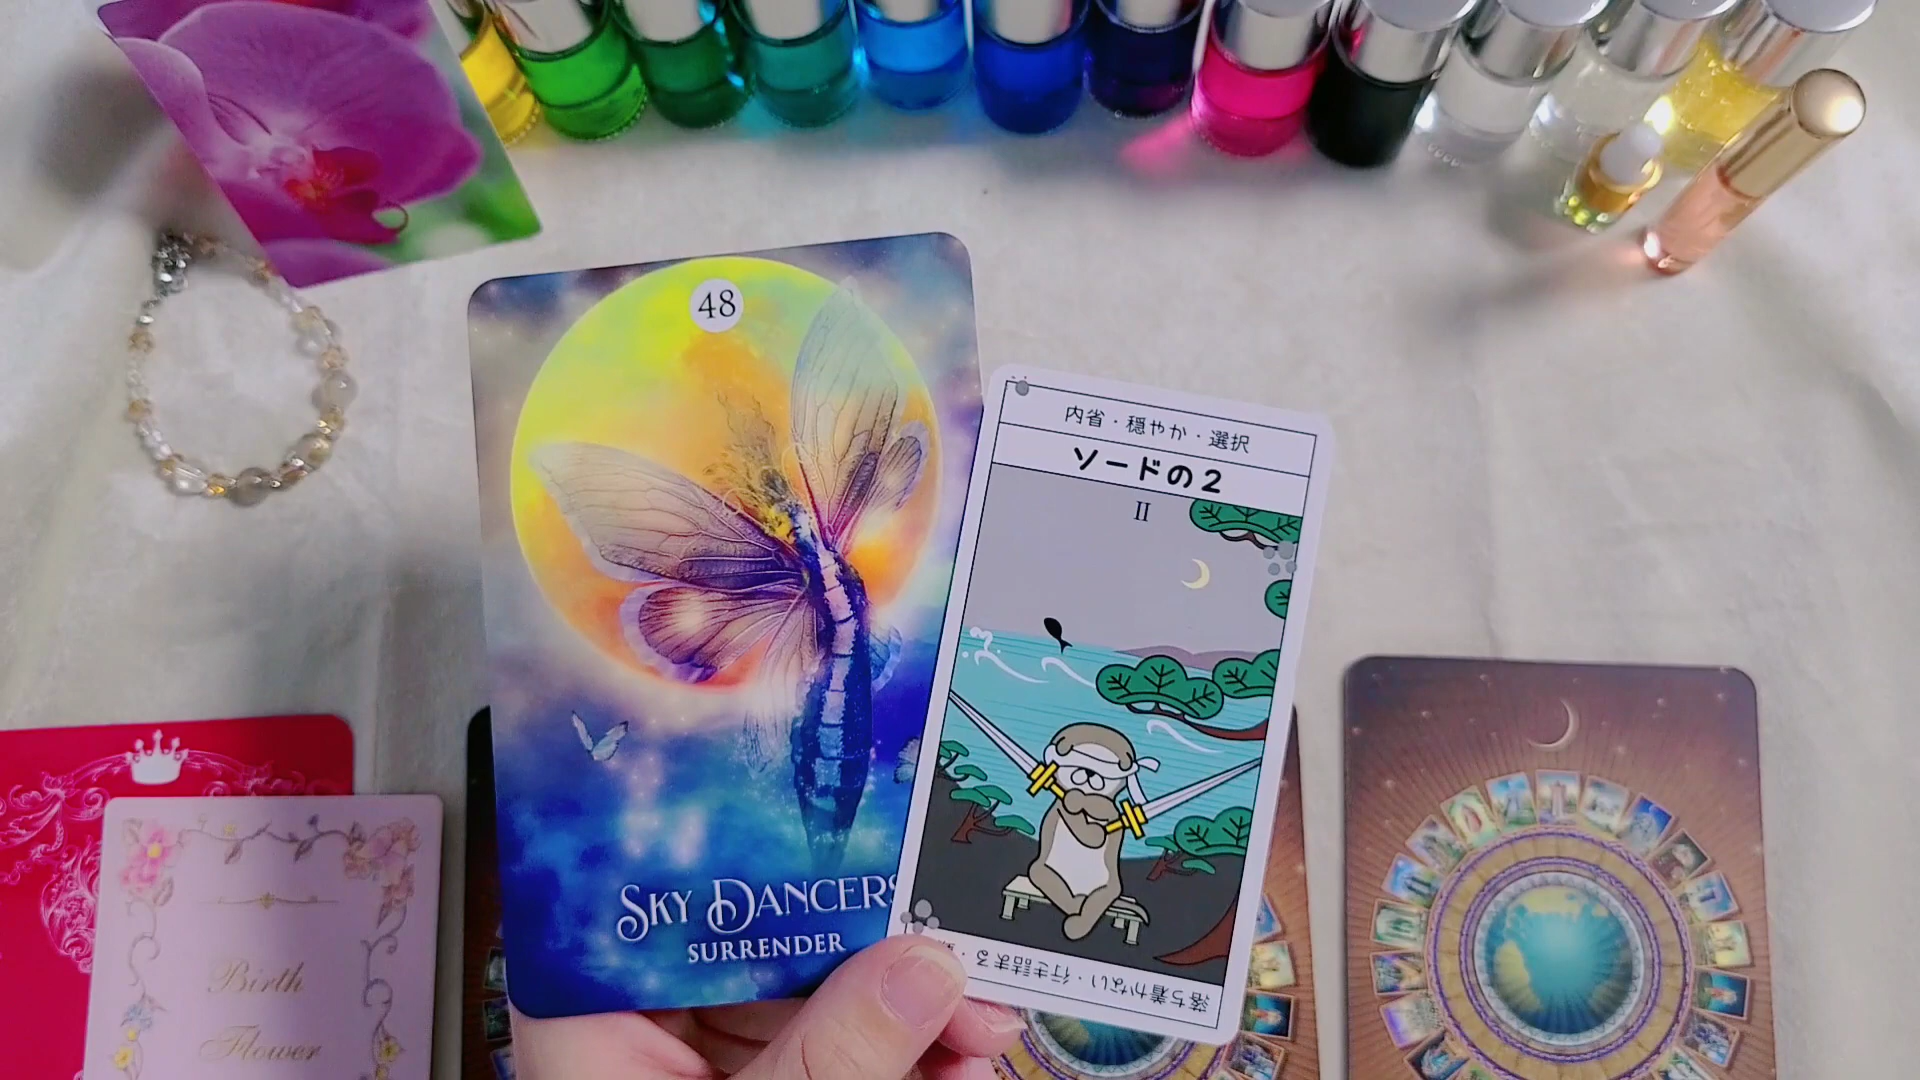 48
SKY DANCERS
SURRENDER
内省・穏やか・選択
ソードの2
II
落ち着かない・行き詰まる・
Birth
Flower